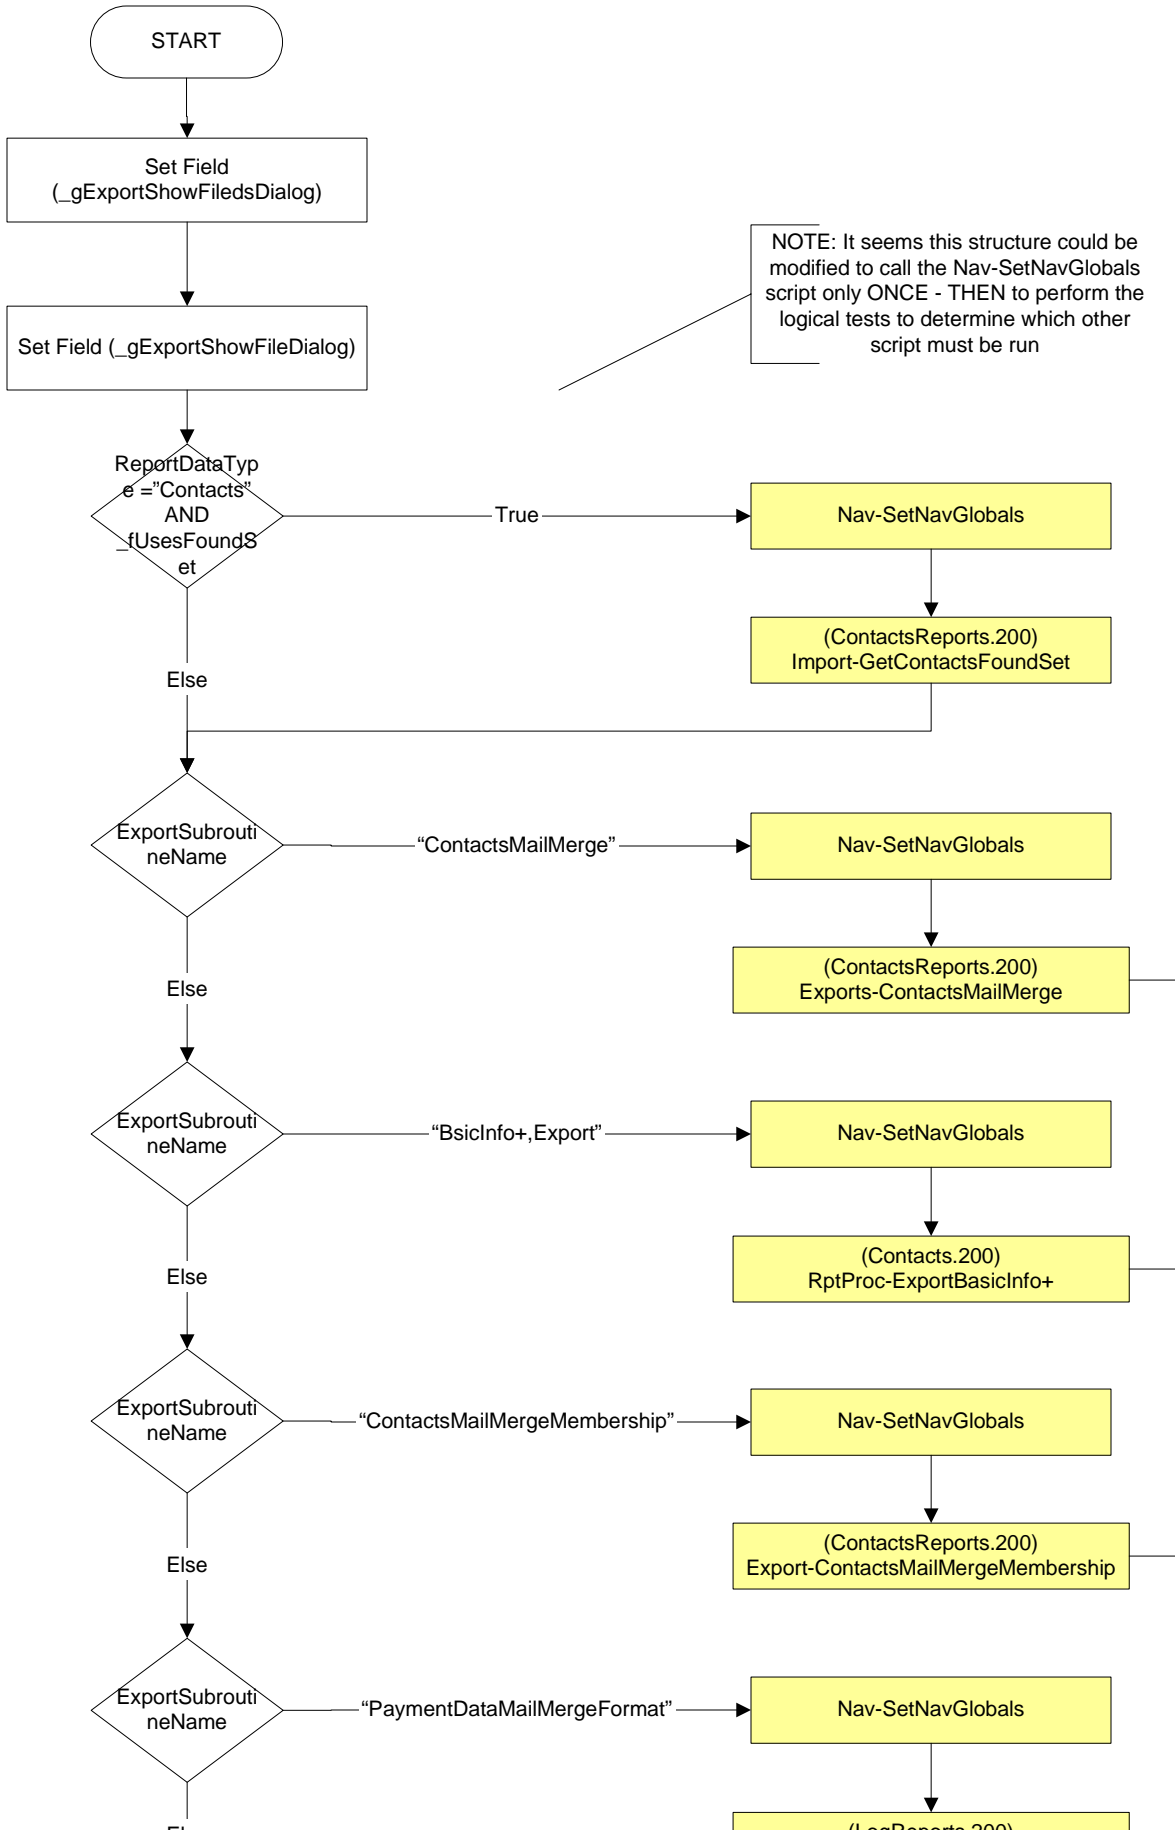 START
Set Field
(_gExportShowFiledsDialog)
NOTE: It seems this structure could be
modified to call the Nav-SetNavGlobals
script only ONCE - THEN to perform the
logical tests to determine which other
script must be run
Set Field (_gExportShowFileDialog)
ReportDataTyp
e =”Contacts”
AND
_fUsesFoundS
et
True
Nav-SetNavGlobals
(ContactsReports.200)
Import-GetContactsFoundSet
Else
ExportSubrouti
neName
“ContactsMailMerge”
Nav-SetNavGlobals
(ContactsReports.200)
Exports-ContactsMailMerge
Else
ExportSubrouti
neName
“BsicInfo+,Export”
Nav-SetNavGlobals
(Contacts.200)
RptProc-ExportBasicInfo+
Else
ExportSubrouti
neName
“ContactsMailMergeMembership”
Nav-SetNavGlobals
(ContactsReports.200)
Export-ContactsMailMergeMembership
Else
ExportSubrouti
neName
“PaymentDataMailMergeFormat”
Nav-SetNavGlobals
Else
(LogReports.200)